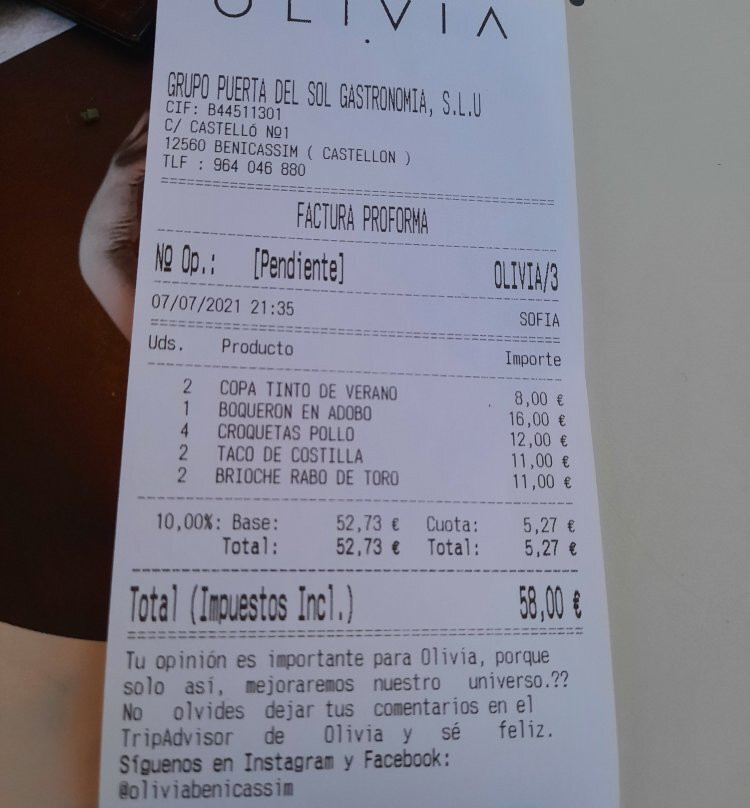 OLIVIA
GRUPO PUERTA DEL SOL GASTRONOMIA, S.L.U
CIF: B44511301
C/ CASTELLÓ Nº1
12560 BENICASSIM ( CASTELLON )
TLF : 964 046 880
FACTURA PROFORMA
Nº Op.: [Pendiente] OLIVIA/3
07/07/2021 21:35 SOFIA
Uds. Producto Importe
2 COPA TINTO DE VERANO 8,00 €
1 BOQUERON EN ADOBO 16,00 €
4 CROQUETAS POLLO 12,00 €
2 TACO DE COSTILLA 11,00 €
2 BRIOCHE RABO DE TORO 11,00 €
10,00%: Base: 52,73 € Cuota: 5,27 €
Total: 52,73 € Total: 5,27 €
Total (Impuestos Incl.) 58,00 €
Tu opinión es importante para Olivia, porque
solo así, mejoraremos nuestro universo.??
No olvides dejar tus comentarios en el
TripAdvisor de Olivia y sé feliz.
Síguenos en Instagram y Facebook:
@oliviabenicassim